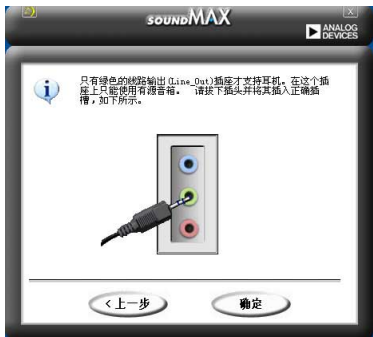 SOUNDMAX
ANALOG
DEVICES
只有绿色的线路输出(Line_Out)插座才支持耳机。在这个插
座上只能使用有源音箱。 请拔下插头并将其插入正确插
槽，如下所示。
<上一步
确定